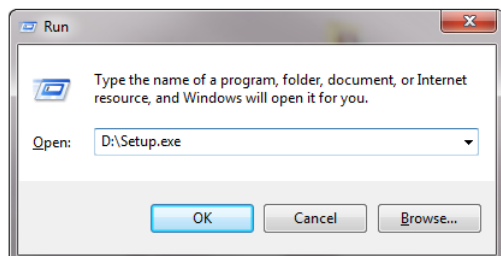 Run
Type the name of a program, folder, document, or Internet
resource, and Windows will open it for you.
Open: D:\Setup.exe
OK Cancel Browse...